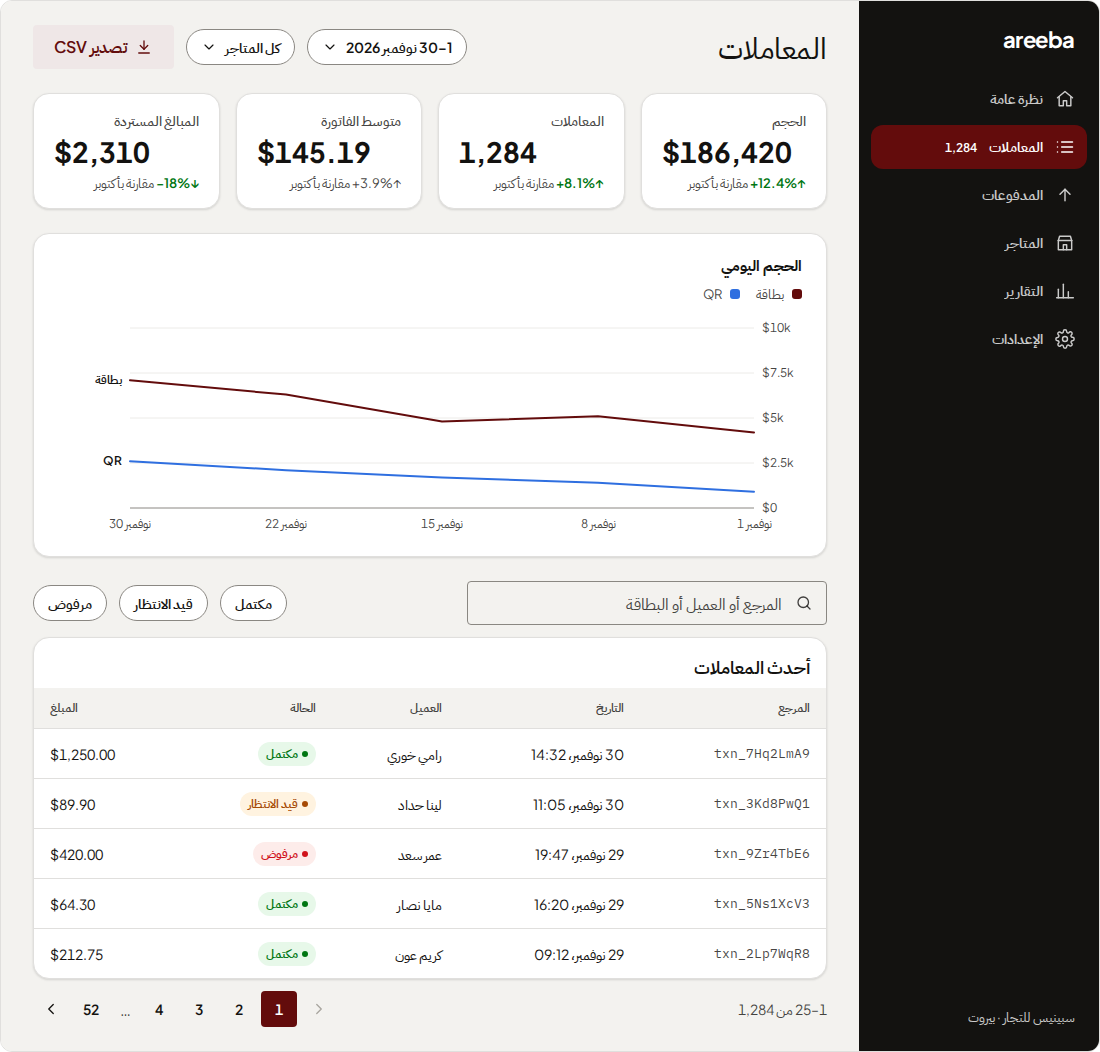 areeba
نظرة عامة
المعاملات 1,284
المدفوعات
المتاجر
التقارير
الإعدادات
سبينيس للتجار · بيروت
المعاملات
1–30 نوفمبر 2026
كل المتاجر
تصدير CSV
الحجم
$186,420
↑12.4%+ مقارنة بأكتوبر
المعاملات
1,284
↑8.1%+ مقارنة بأكتوبر
متوسط الفاتورة
$145.19
↑3.9%+ مقارنة بأكتوبر
المبالغ المستردة
$2,310
↓18%− مقارنة بأكتوبر
الحجم اليومي
بطاقة
QR
$10k
$7.5k
$5k
$2.5k
$0
بطاقة
QR
1 نوفمبر
8 نوفمبر
15 نوفمبر
22 نوفمبر
30 نوفمبر
المرجع أو العميل أو البطاقة
مكتمل
قيد الانتظار
مرفوض
أحدث المعاملات
المرجع التاريخ العميل الحالة المبلغ
txn_7Hq2LmA9 30 نوفمبر، 14:32 رامي خوري مكتمل $1,250.00
txn_3Kd8PwQ1 30 نوفمبر، 11:05 لينا حداد قيد الانتظار $89.90
txn_9Zr4TbE6 29 نوفمبر، 19:47 عمر سعد مرفوض $420.00
txn_5Ns1XcV3 29 نوفمبر، 16:20 مايا نصار مكتمل $64.30
txn_2Lp7WqR8 29 نوفمبر، 09:12 كريم عون مكتمل $212.75
1–25 من 1,284
1 2 3 4 … 52